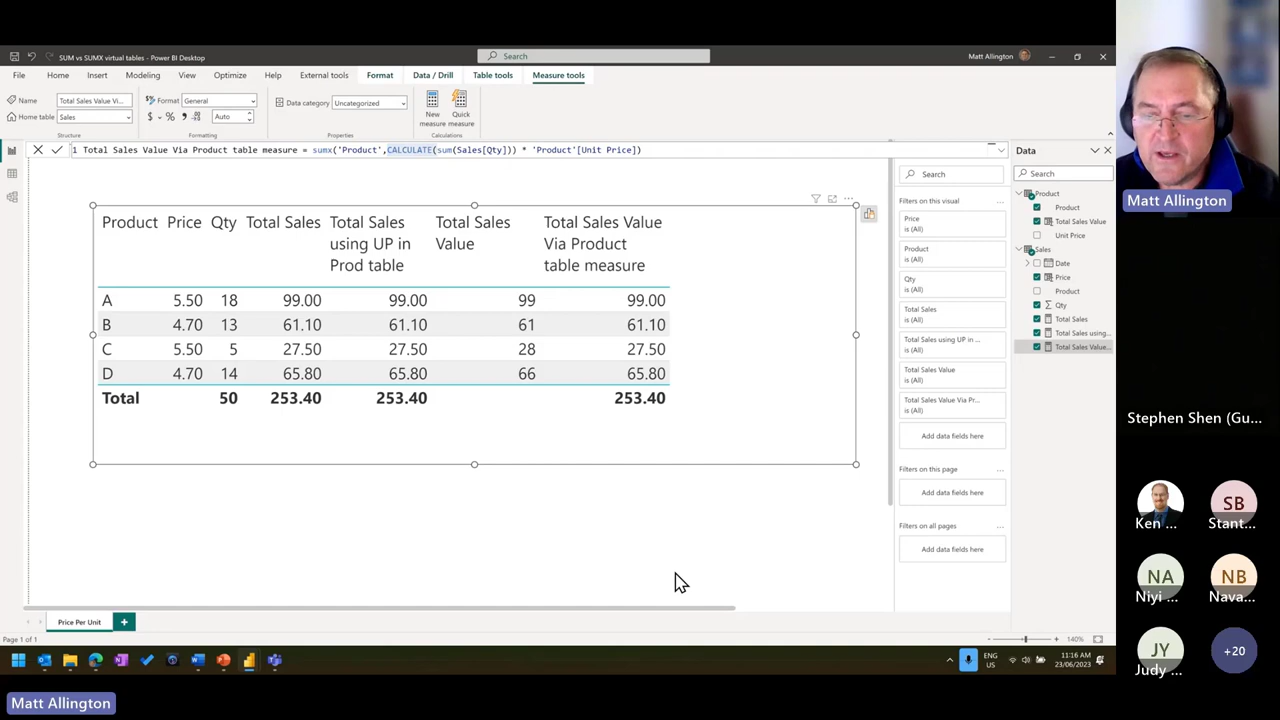 SUM vs SUMX virtual tables - Power BI Desktop
Search
Matt Allington
File Home Insert Modeling View Optimize Help External tools Format Data / Drill Table tools Measure tools
Name Total Sales Value Vi...
Home table Sales
Structure
Format General
$ % Auto
Formatting
Data category Uncategorized
Properties
New measure
Quick measure
Calculations
1 Total Sales Value Via Product table measure = sumx('Product',CALCULATE(sum(Sales[Qty])) * 'Product'[Unit Price])
Product Price Qty Total Sales Total Sales using UP in Prod table Total Sales Value Total Sales Value Via Product table measure
A 5.50 18 99.00 99.00 99 99.00
B 4.70 13 61.10 61.10 61 61.10
C 5.50 5 27.50 27.50 28 27.50
D 4.70 14 65.80 65.80 66 65.80
Total 50 253.40 253.40 253.40
Search
Filters on this visual ...
Price
is (All)
Product
is (All)
Qty
is (All)
Total Sales
is (All)
Total Sales using UP in ...
is (All)
Total Sales Value
is (All)
Total Sales Value Via Pr...
is (All)
Add data fields here
Filters on this page ...
Add data fields here
Filters on all pages ...
Add data fields here
Data
Search
Product
Product
Total Sales Value
Unit Price
Sales
Date
Price
Product
Qty
Total Sales
Total Sales using...
Total Sales Value...
Price Per Unit
Page 1 of 1
140%
ENG
US
11:16 AM
23/06/2023
Matt Allington
Matt Allington
Stephen Shen (Gu...
Ken ...
SB
Stant...
NA
Niyi ...
NB
Nava...
JY
Judy ...
+20